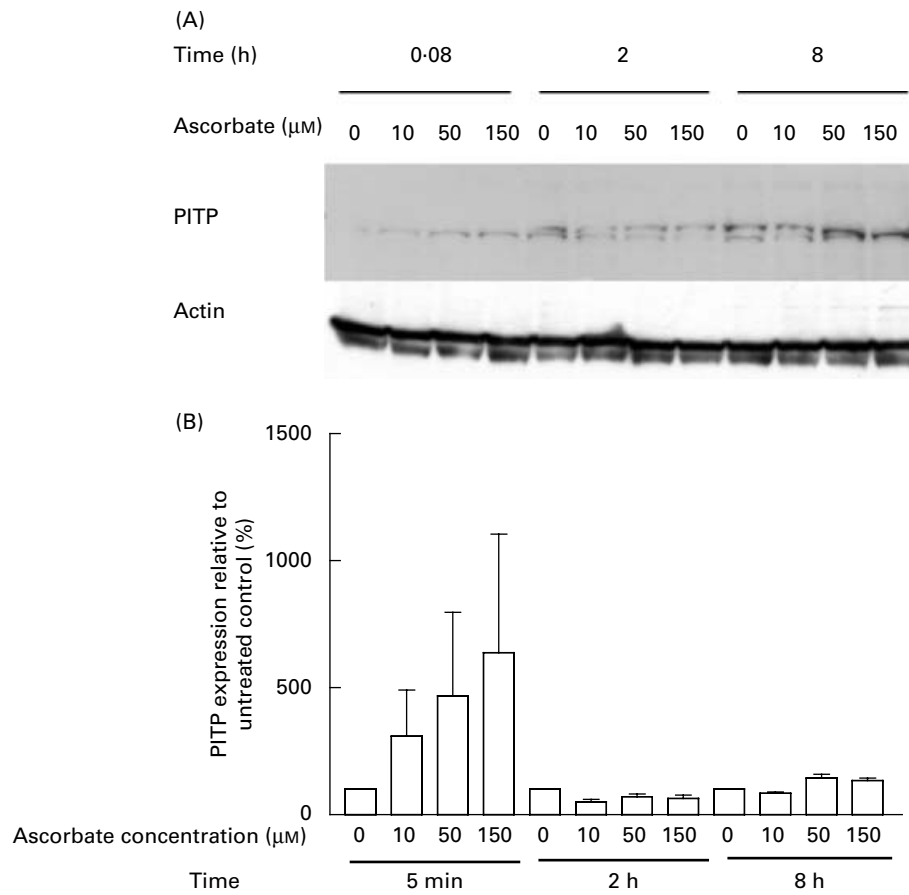 (A)
Time (h) 0·08 2 8
Ascorbate (μM) 0 10 50 150 0 10 50 150 0 10 50 150
PITP
Actin
(B)
1500
1000
500
0
PITP expression relative to
untreated control (%)
Ascorbate concentration (μM) 0 10 50 150 0 10 50 150 0 10 50 150
Time 5 min 2 h 8 h